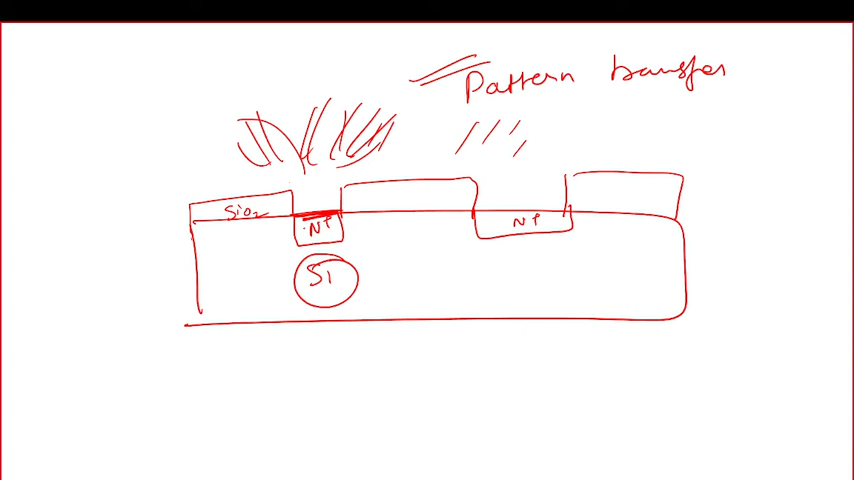 Pattern transfer
SiO₂ N+ N+
Si